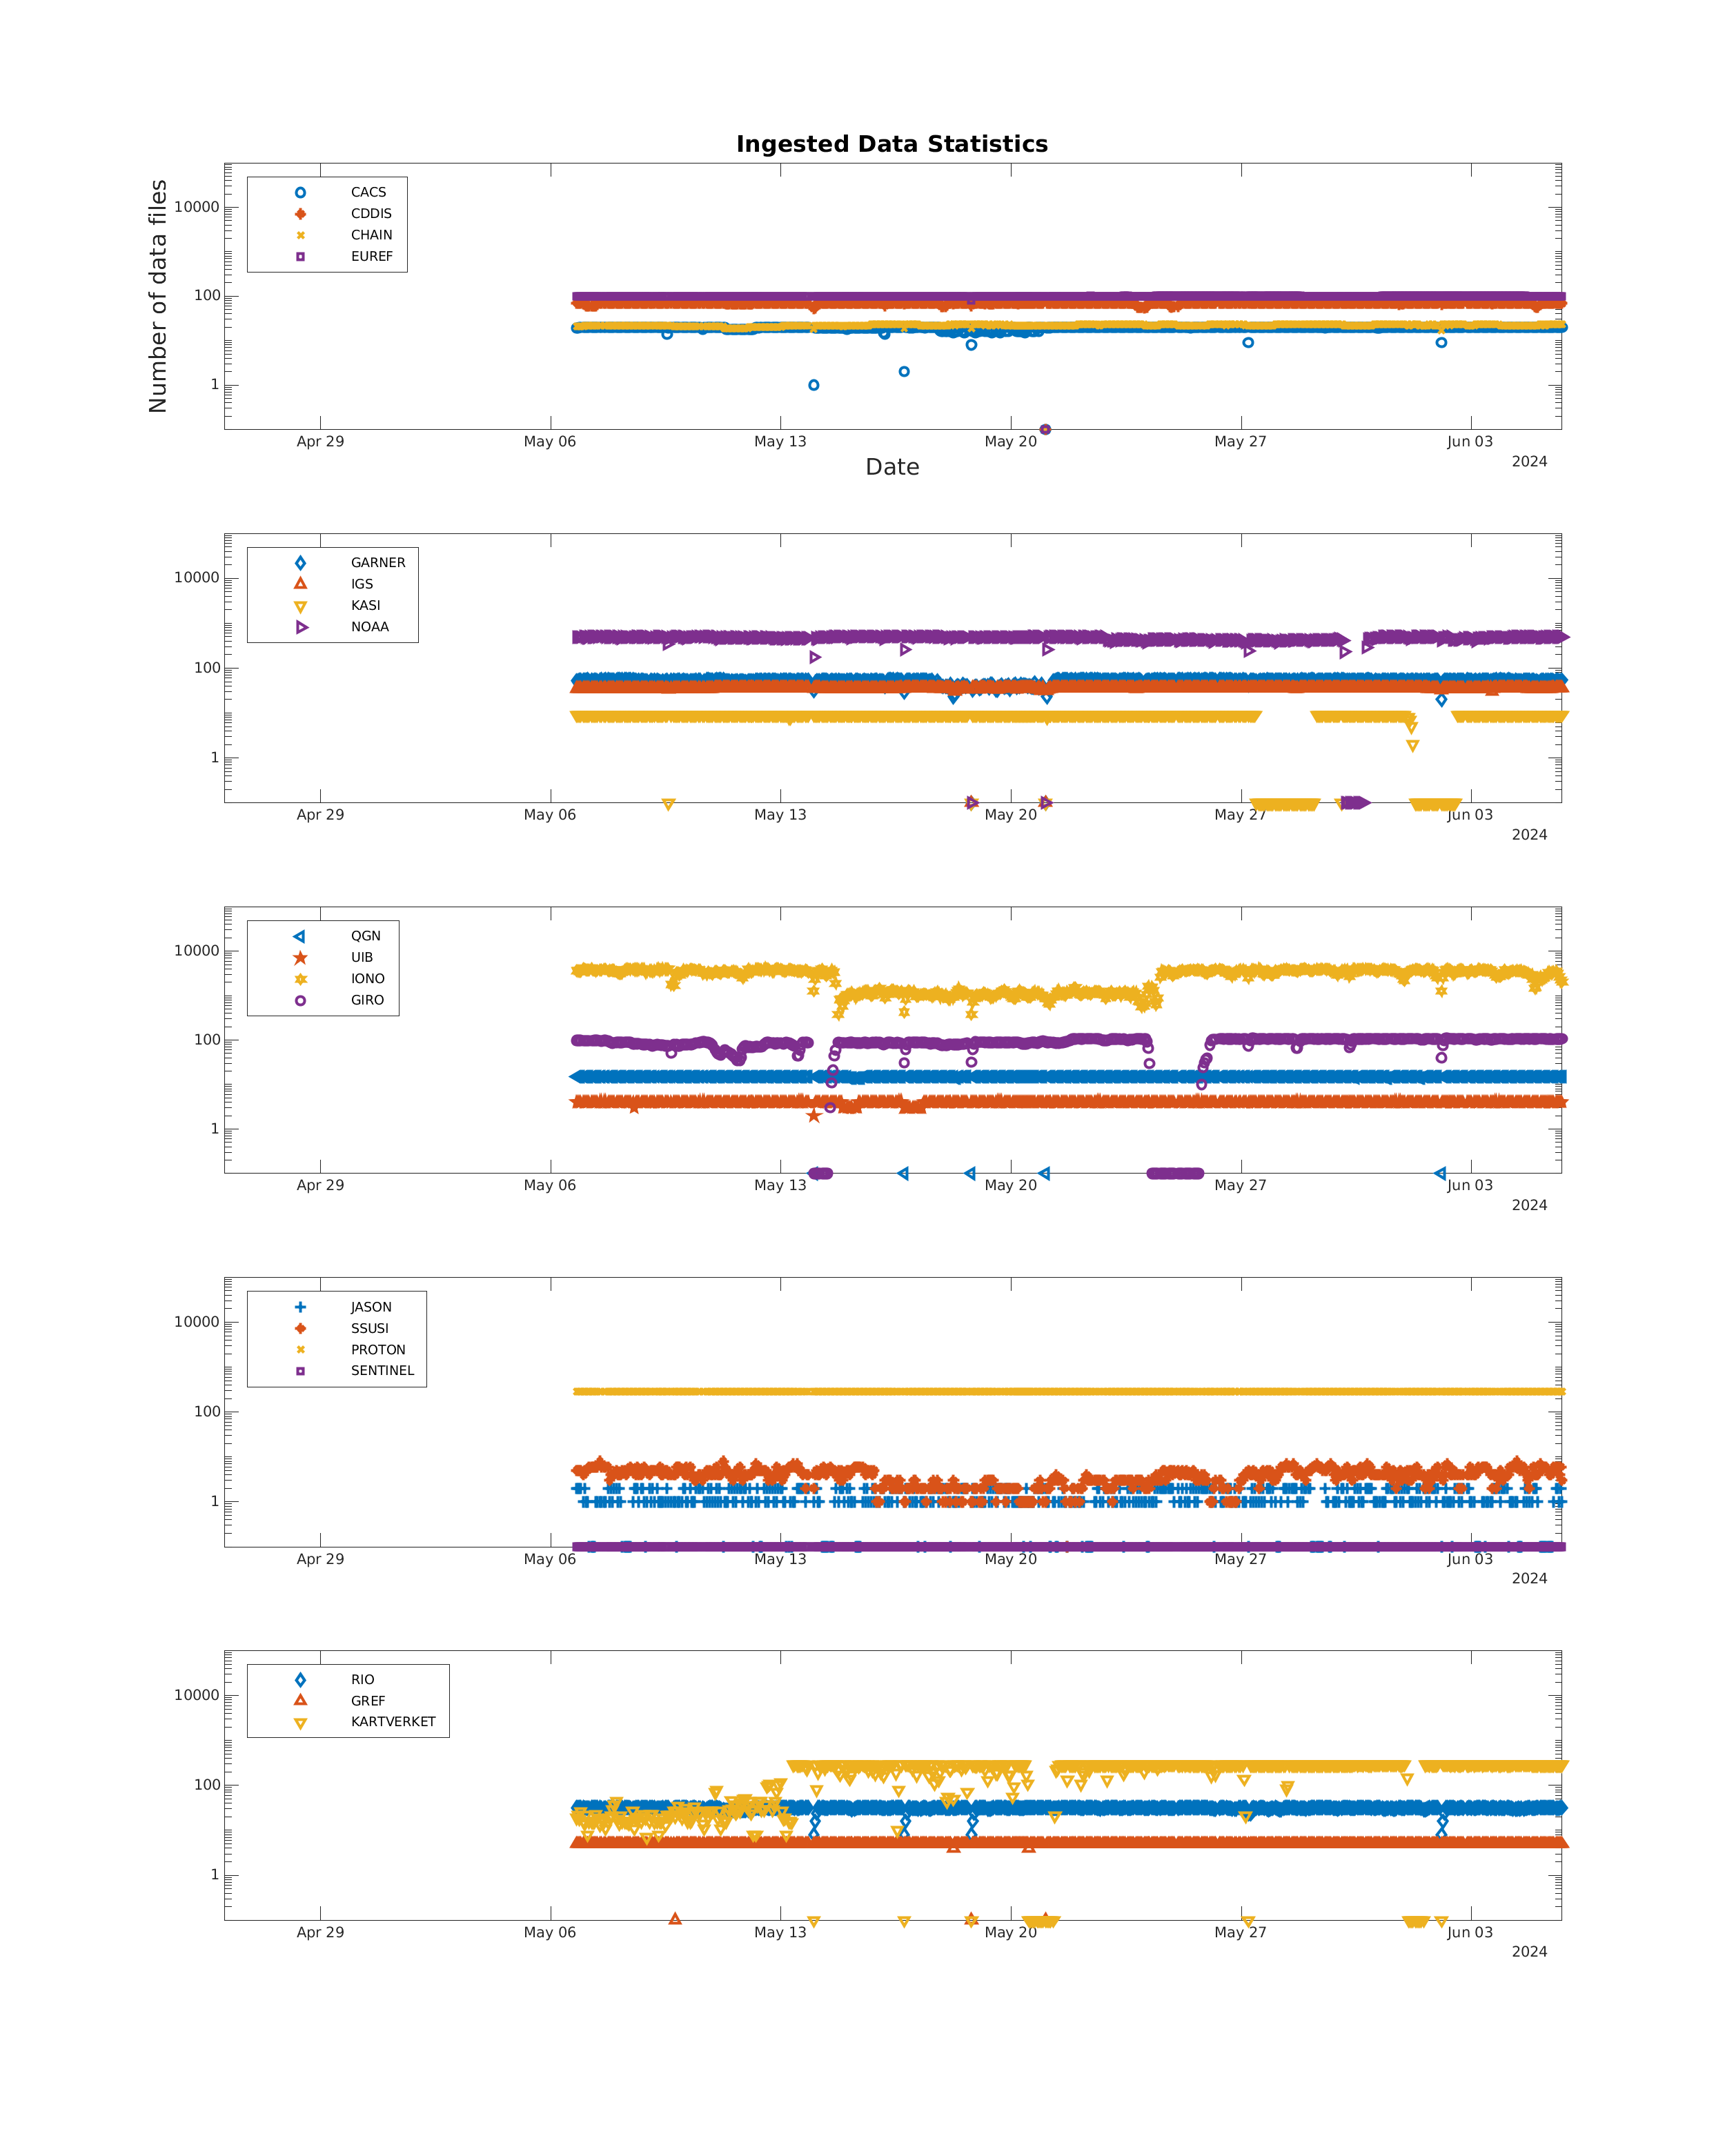 Ingested Data Statistics
Number of data files
CACS
CDDIS
CHAIN
EUREF
10000
100
1
Apr 29 May 06 May 13 May 20 May 27 Jun 03
2024
Date
GARNER
IGS
KASI
NOAA
10000
100
1
Apr 29 May 06 May 13 May 20 May 27 Jun 03
2024
QGN
UIB
IONO
GIRO
10000
100
1
Apr 29 May 06 May 13 May 20 May 27 Jun 03
2024
JASON
SSUSI
PROTON
SENTINEL
10000
100
1
Apr 29 May 06 May 13 May 20 May 27 Jun 03
2024
RIO
GREF
KARTVERKET
10000
100
1
Apr 29 May 06 May 13 May 20 May 27 Jun 03
2024